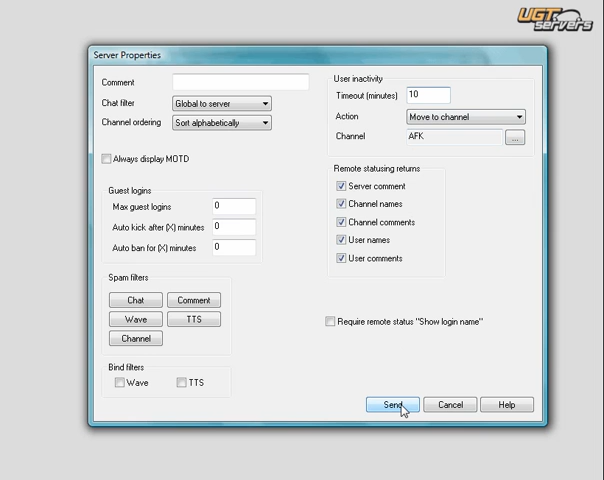 UGT
servers
Server Properties
Comment
Chat filter Global to server
Channel ordering Sort alphabetically
Always display MOTD
Guest logins
Max guest logins 0
Auto kick after (X) minutes 0
Auto ban for (X) minutes 0
Spam filters
Chat Comment
Wave TTS
Channel
Bind filters
Wave TTS
User inactivity
Timeout (minutes) 10
Action Move to channel
Channel AFK ...
Remote statusing returns
Server comment
Channel names
Channel comments
User names
User comments
Require remote status "Show login name"
Send Cancel Help